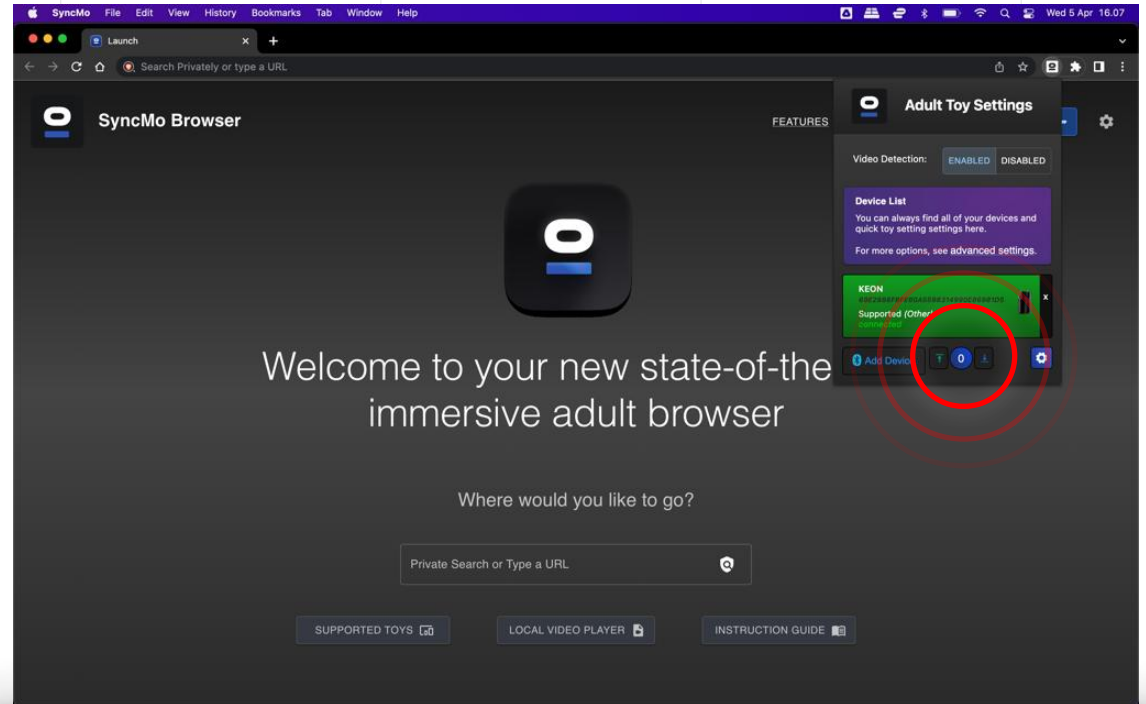 SyncMo File Edit View History Bookmarks Tab Window Help Wed 5 Apr 16.07
Launch
Search Privately or type a URL
SyncMo Browser
FEATURES
Adult Toy Settings
Video Detection: ENABLED DISABLED
Device List
You can always find all of your devices and
quick toy setting settings here.
For more options, see advanced settings.
KEON
x
Supported (Other)
connected
Add Device
0
Welcome to your new state-of-the
immersive adult browser
Where would you like to go?
Private Search or Type a URL
SUPPORTED TOYS
LOCAL VIDEO PLAYER
INSTRUCTION GUIDE